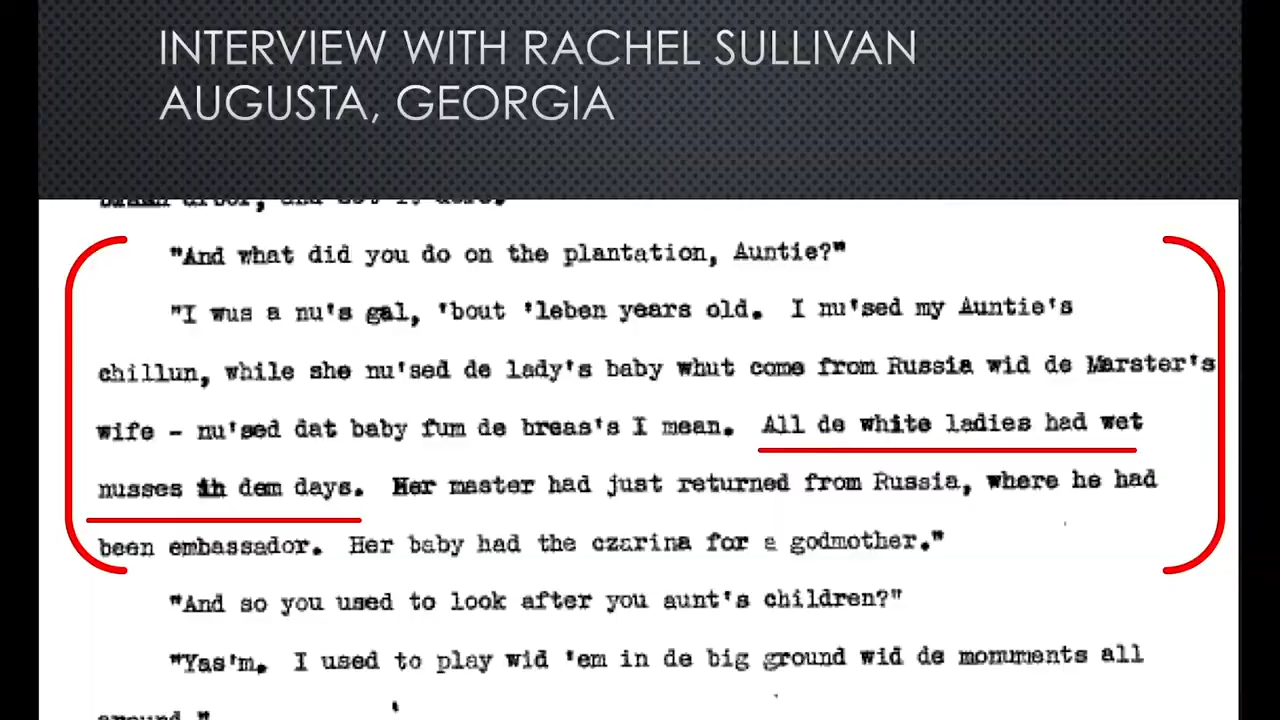 INTERVIEW WITH RACHEL SULLIVAN
AUGUSTA, GEORGIA
"And what did you do on the plantation, Auntie?"
"I wus a nu's gal, 'bout 'leben years old. I nu'sed my Auntie's
chillun, while she nu'sed de lady's baby whut come from Russia wid de Marster's
wife - nu'sed dat baby fum de breas's I mean. All de white ladies had wet
nusses in dem days. Her master had just returned from Russia, where he had
been embassador. Her baby had the czarina for a godmother."
"And so you used to look after you aunt's children?"
"Yas'm. I used to play wid 'em in de big ground wid de monuments all
around."